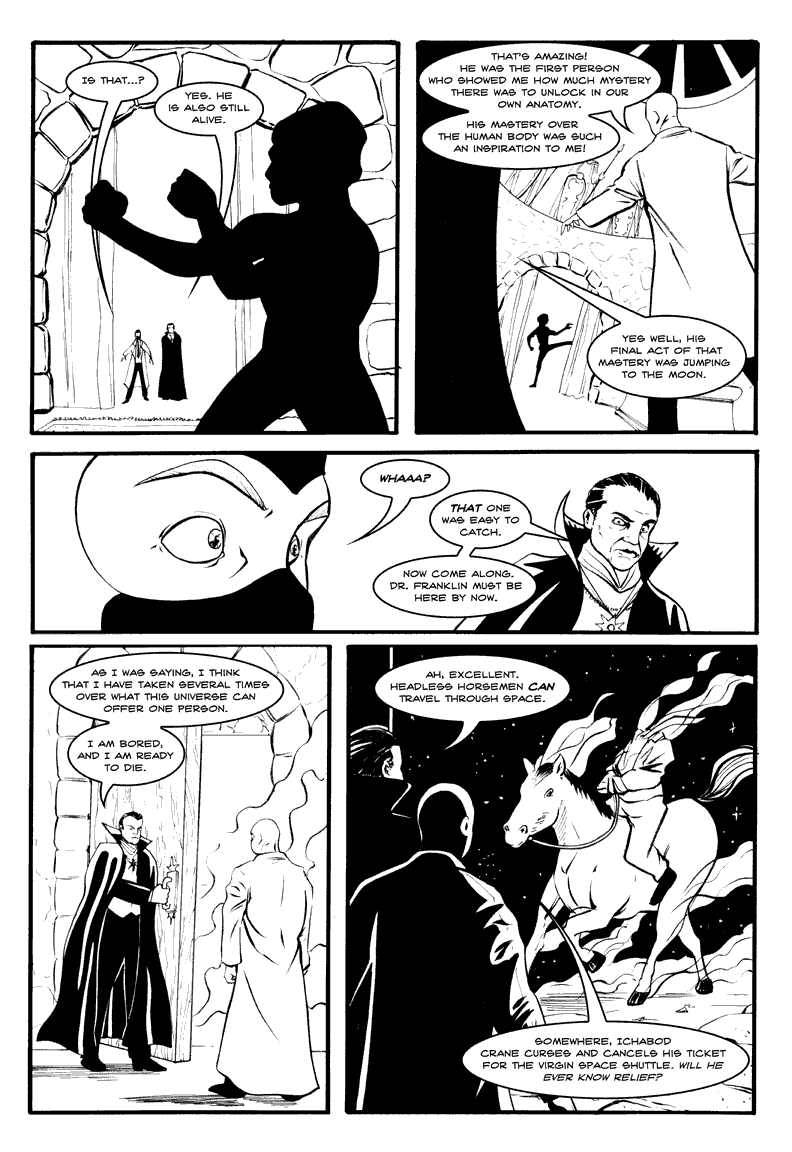 IS THAT...?
YES. HE
IS ALSO STILL
ALIVE.
THAT'S AMAZING!
HE WAS THE FIRST PERSON
WHO SHOWED ME HOW MUCH MYSTERY
THERE WAS TO UNLOCK IN OUR
OWN ANATOMY.
HIS MASTERY OVER
THE HUMAN BODY WAS SUCH
AN INSPIRATION TO ME!
YES WELL, HIS
FINAL ACT OF THAT
MASTERY WAS JUMPING
TO THE MOON.
WHAAA?
THAT ONE
WAS EASY TO
CATCH.
NOW COME ALONG.
DR. FRANKLIN MUST BE
HERE BY NOW.
AS I WAS SAYING, I THINK
THAT I HAVE TAKEN SEVERAL TIMES
OVER WHAT THIS UNIVERSE CAN
OFFER ONE PERSON.
I AM BORED,
AND I AM READY
TO DIE.
AH, EXCELLENT.
HEADLESS HORSEMEN CAN
TRAVEL THROUGH SPACE.
SOMEWHERE, ICHABOD
CRANE CURSES AND CANCELS HIS TICKET
FOR THE VIRGIN SPACE SHUTTLE. WILL HE
EVER KNOW RELIEF?